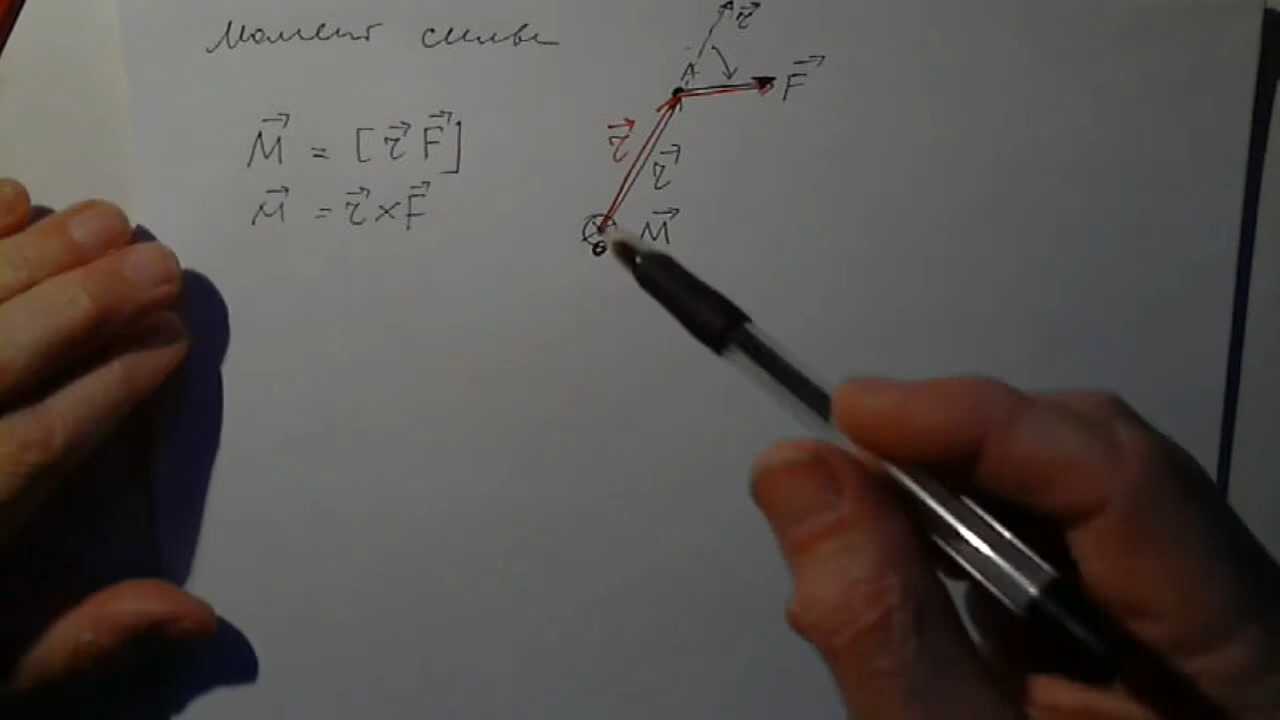 Момент силы
M⃗ = [r⃗ F⃗]
M⃗ = r⃗ × F⃗
r⃗
A
F⃗
r⃗
r⃗
M⃗
O